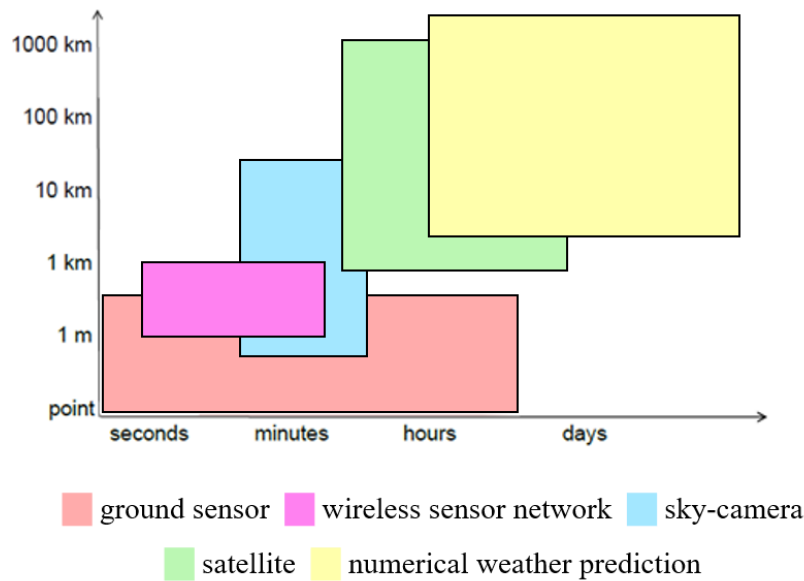 1000 km
100 km
10 km
1 km
1 m
point
seconds minutes hours days
ground sensor wireless sensor network sky-camera
satellite numerical weather prediction